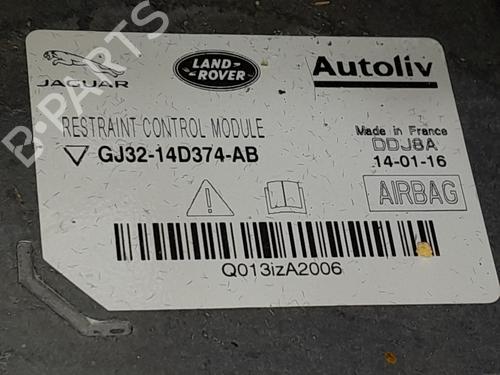 B-PARTS
JAGUAR
LAND ROVER
Autoliv
RESTRAINT CONTROL MODULE
GJ32-14D374-AB
Made in France
DDJ8A
14-01-16
AIRBAG
Q013izA2006